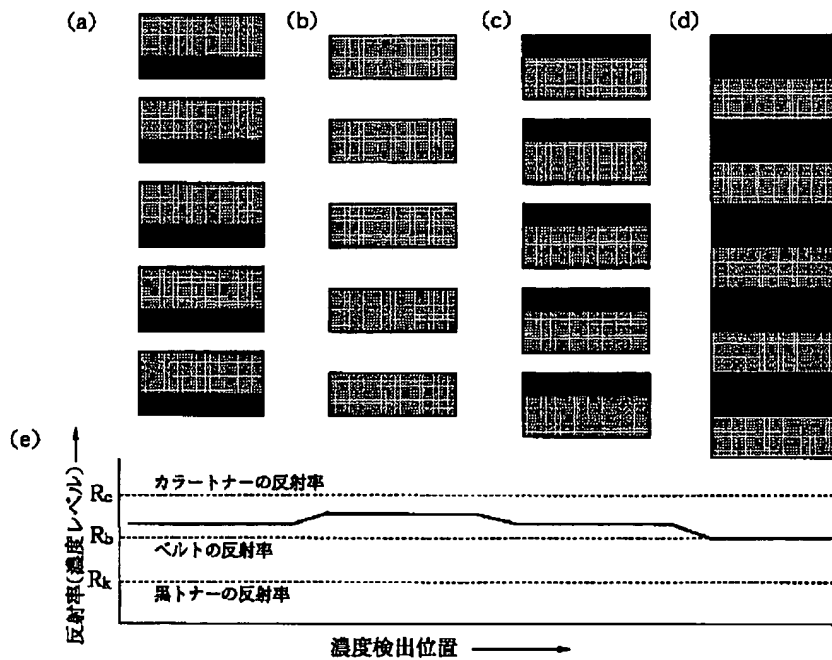 (a)
(b)
(c)
(d)
(e)
反射率(濃度レベル)
Rc
カラートナーの反射率
Rb
ベルトの反射率
Rk
黒トナーの反射率
濃度検出位置